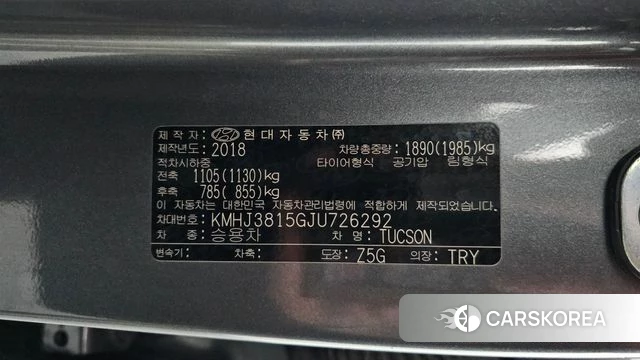 제 작 자: 현대자동차(주)
제작년도: 2018 차량총중량: 1890(1985)kg
적차시하중 타이어형식 공기압 림형식
전축 1105(1130)kg
후축 785( 855)kg
이 자동차는 대한민국 자동차관리법령에 적합하게 제작되었습니다.
차대번호: KMHJ3815GJU726292
차 종: 승용차 차 명: TUCSON
변속기: 차축: 도장: Z5G 의장: TRY
CARSKOREA